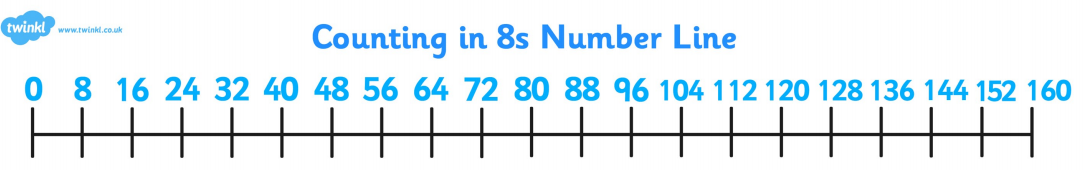 twinkl www.twinkl.co.uk
Counting in 8s Number Line
0 8 16 24 32 40 48 56 64 72 80 88 96 104 112 120 128 136 144 152 160